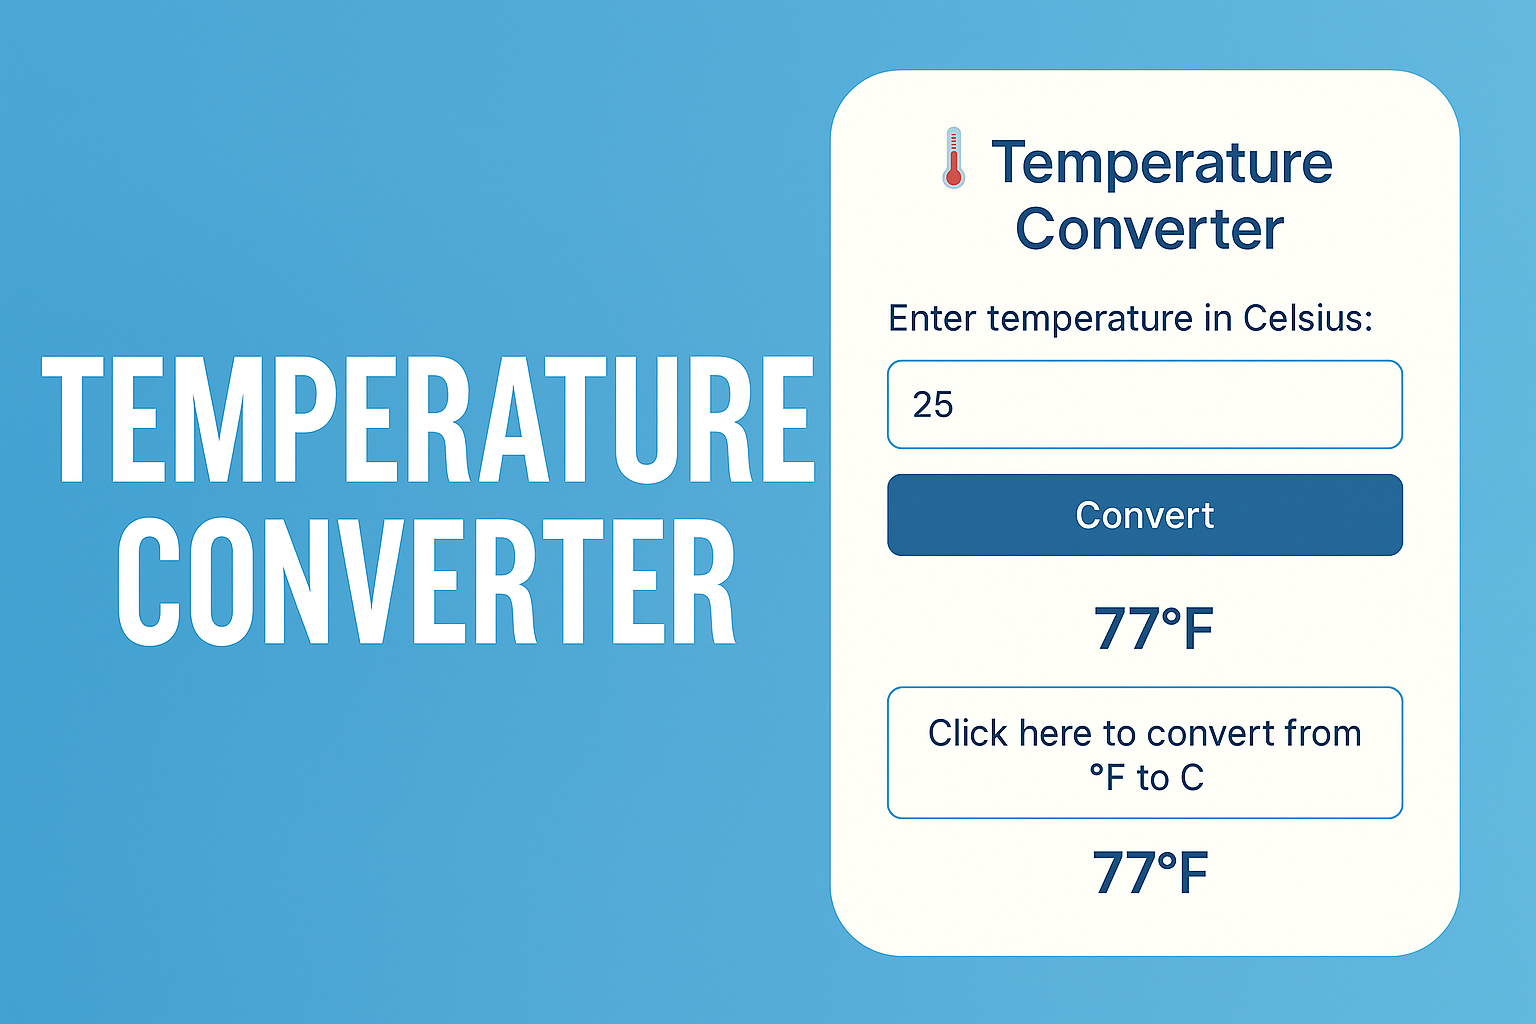 TEMPERATURE
CONVERTER
Temperature
Converter
Enter temperature in Celsius:
25
Convert
77°F
Click here to convert from
°F to C
77°F